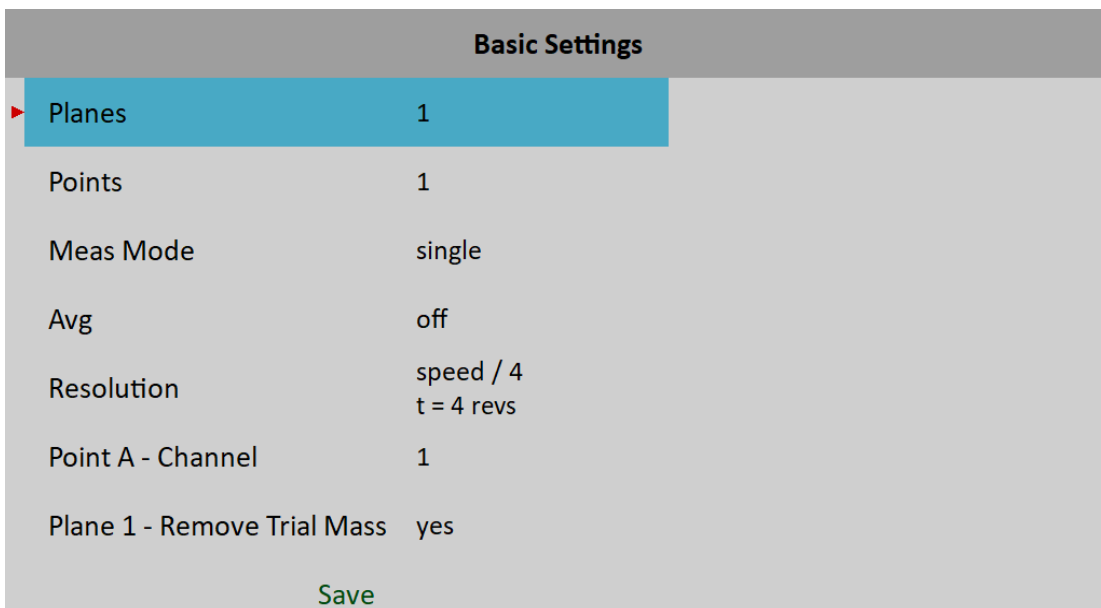 Basic Settings
Planes 1
Points 1
Meas Mode single
Avg off
Resolution speed / 4
t = 4 revs
Point A - Channel 1
Plane 1 - Remove Trial Mass yes
Save